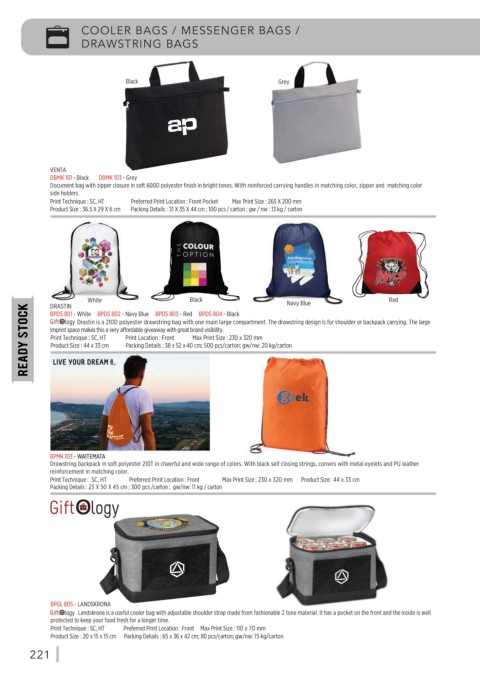 COOLER BAGS / MESSENGER BAGS /
DRAWSTRING BAGS
Black
Grey
ap
VENTA
DBMK 101 - Black DBMK 103 - Grey
Document bag with zipper closure in soft 600D polyester finish in bright tones. With reinforced carrying handles in matching color, zipper and matching color
side holders.
Print Technique : SC, HT Preferred Print Location : Front Pocket Max Print Size : 265 X 200 mm
Product Size : 36.5 X 29 X 6 cm Packing Details : 31 X 35 X 44 cm ; 100 pcs / carton ; gw / nw : 13 kg / carton
THE COLOUR
OPTION
White
Black
Navy Blue
Red
DRASTIN
BPDS 801 - White BPDS 802 - Navy Blue BPDS 803 - Red BPDS 804 - Black
Giftology Drastin is a 210D polyester drawstring bag with one main large compartment. The drawstring design is for shoulder or backpack carrying. The large
imprint space makes this a very affordable giveaway with great brand visibility.
Print Technique : SC, HT Print Location : Front Max Print Size : 230 x 320 mm
Product Size : 44 x 33 cm Packing Details : 38 x 52 x 40 cm; 500 pcs/carton; gw/nw: 20 kg/carton
READY STOCK
LIVE YOUR DREAM !!..
Geek
BPMK 103 - WAITEMATA
Drawstring backpack in soft polyester 210T in cheerful and wide range of colors. With black self closing strings, corners with metal eyelets and PU leather
reinforcement in matching color.
Print Technique : SC, HT Preferred Print Location : Front Max Print Size : 230 x 320 mm Product Size: 44 x 33 cm
Packing Details : 23 X 50 X 45 cm ; 300 pcs /carton ; gw/nw: 11 kg / carton
Giftology
BPGL 805 - LANDSKRONA
Giftology Landskrona is a useful cooler bag with adjustable shoulder strap made from fashionable 2 tone material. It has a pocket on the front and the inside is well
protected to keep your food fresh for a longer time.
Print Technique : SC, HT Preferred Print Location : Front Max Print Size : 110 x 70 mm
Product Size : 20 x 15 x 15 cm Packing Details : 65 x 36 x 42 cm; 80 pcs/carton; gw/nw: 15 kg/carton
221